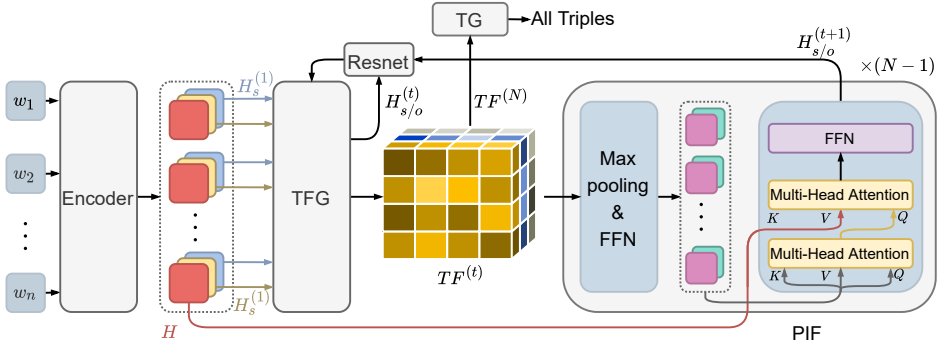 TG
All Triples
H_{s/o}^{(t+1)}
Resnet
×(N − 1)
w_1
H_s^{(1)}
H_{s/o}^{(t)}
TF^{(N)}
FFN
w_2
Encoder
TFG
Max
pooling
&
FFN
Multi-Head Attention
K
V
Q
Multi-Head Attention
K
V
Q
w_n
TF^{(t)}
H_s^{(1)}
H
PIF